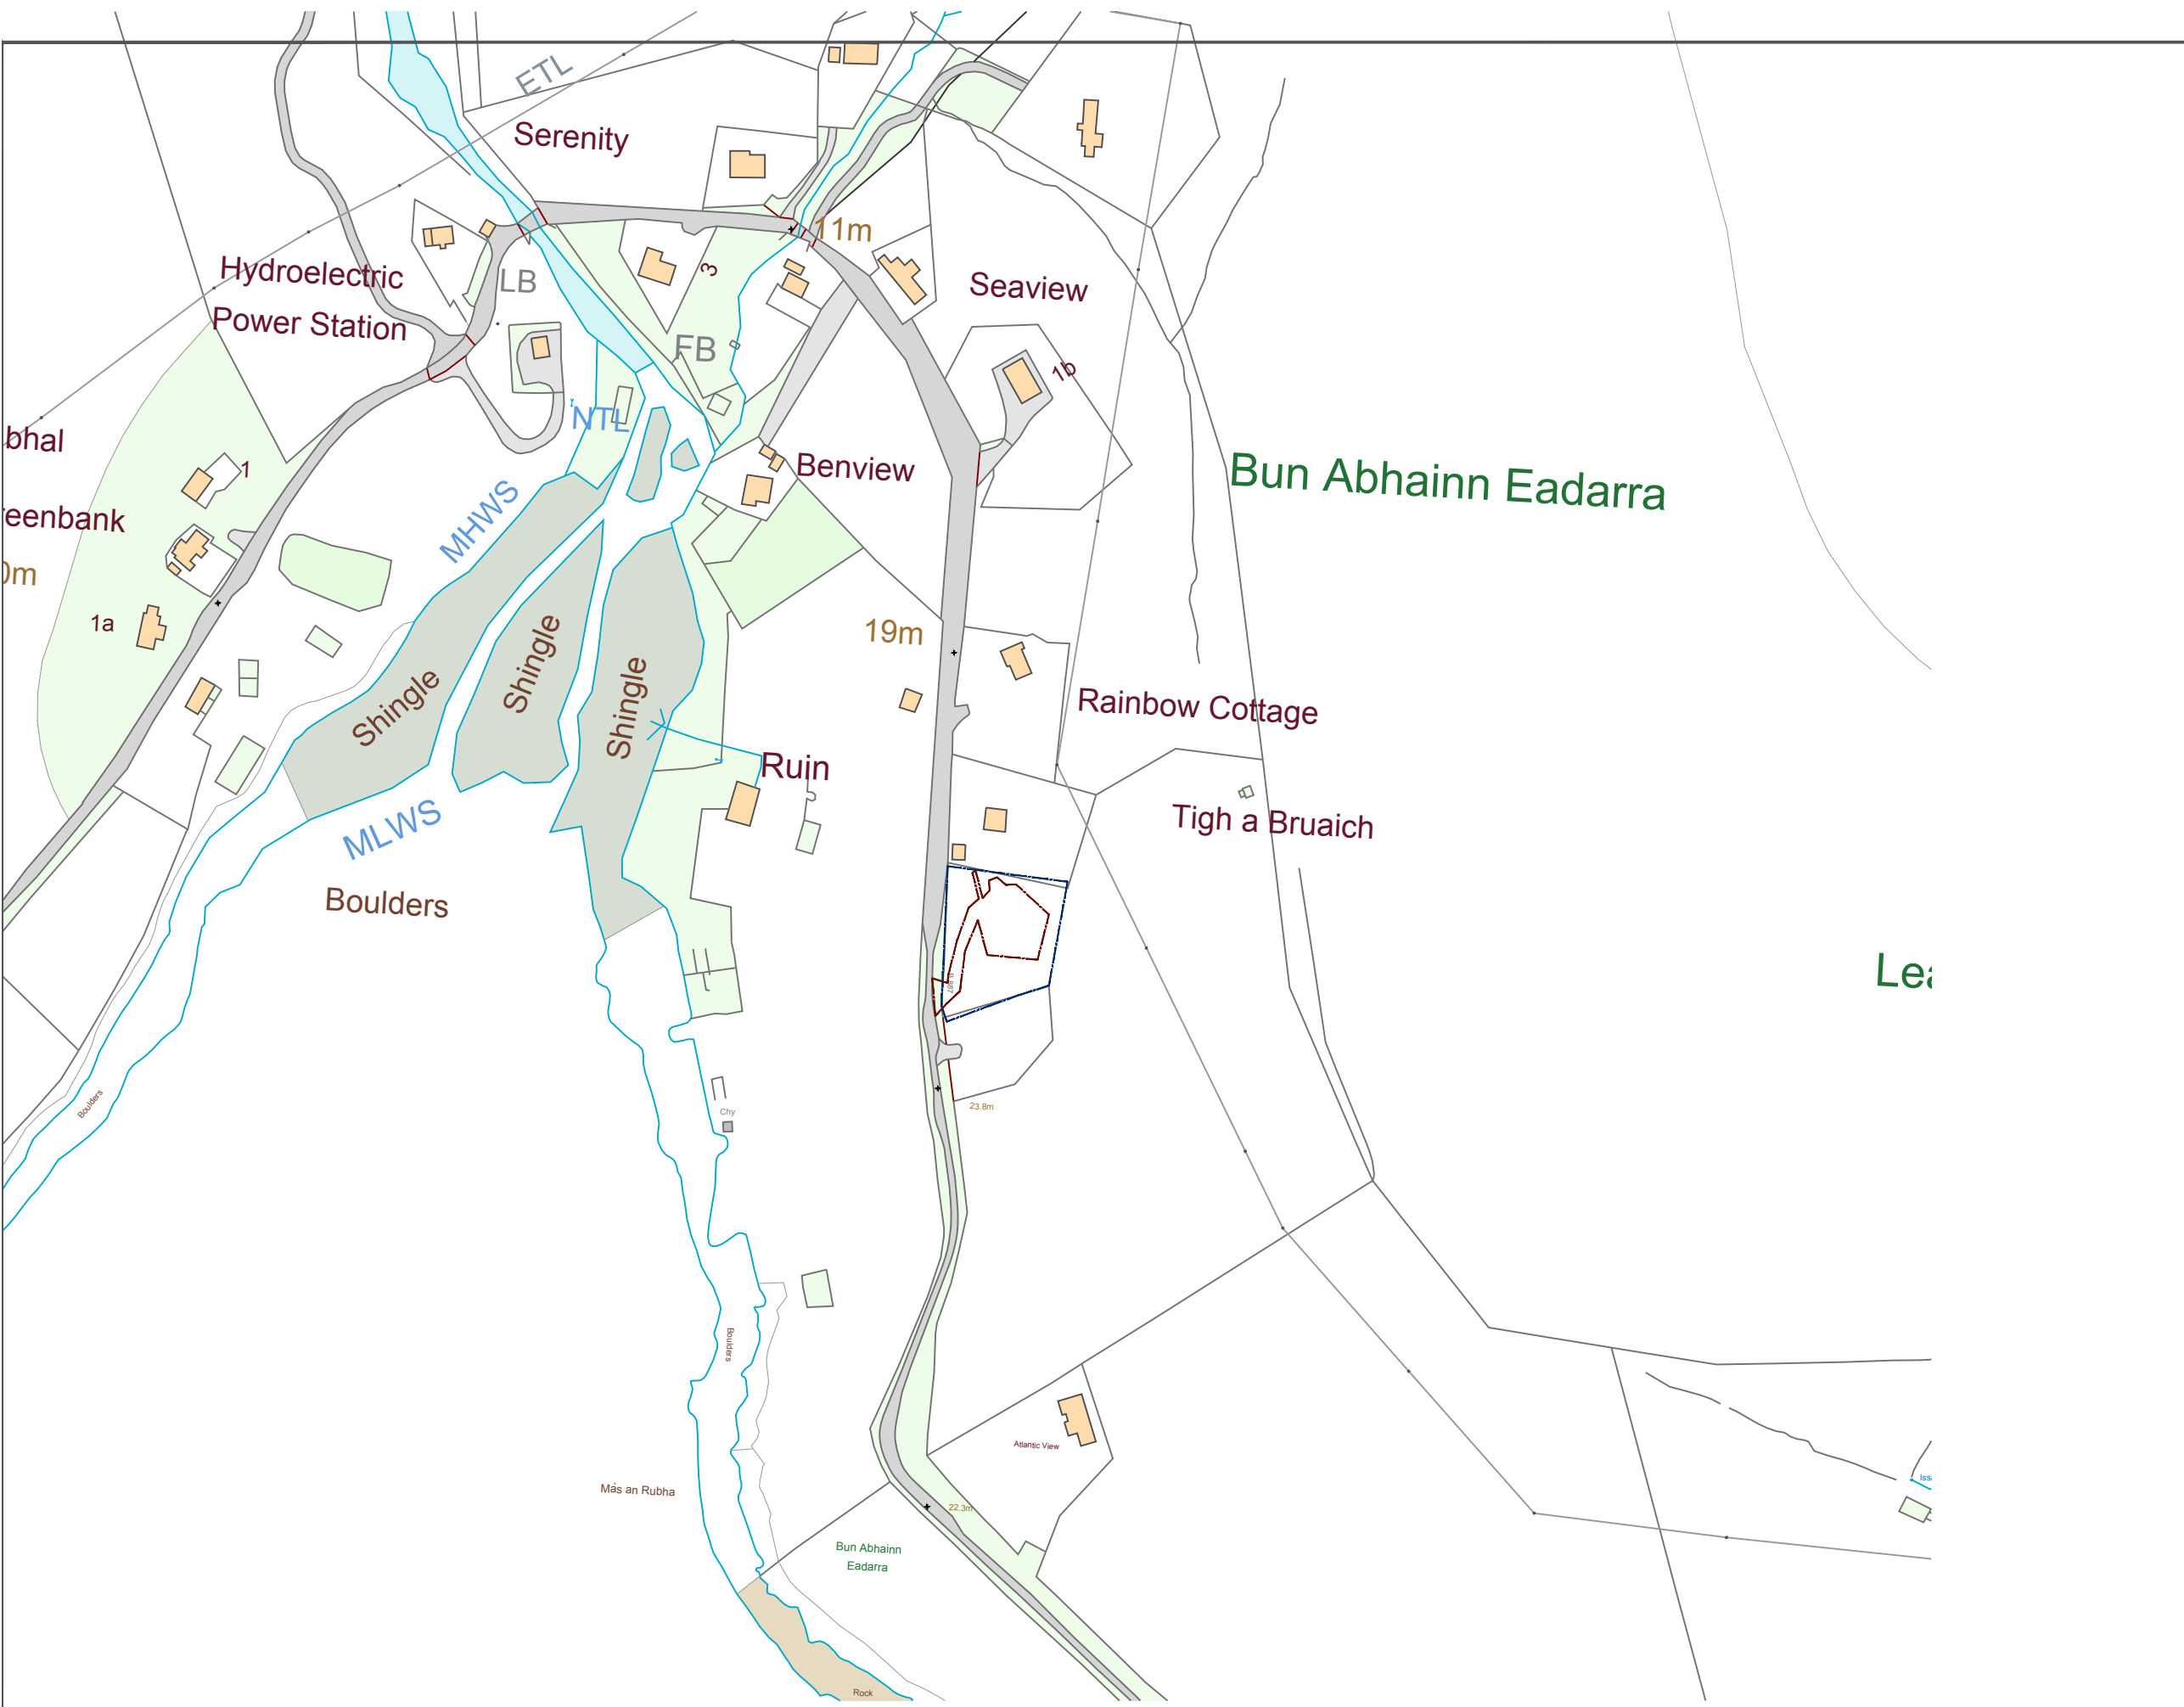 ETL
Serenity
11m
Hydroelectric
Power Station
LB
3
Seaview
FB
1b
NTL
bhal
1
Benview
Bun Abhainn Eadarra
MHWS
eenbank
0m
1a
19m
Shingle
Shingle
Shingle
Rainbow Cottage
Ruin
Tigh a Bruaich
MLWS
Boulders
Lea
Boulders
Chy
23.8m
Boulders
Atlantic View
Iss
Màs an Rubha
22.3m
Bun Abhainn
Eadarra
Rock